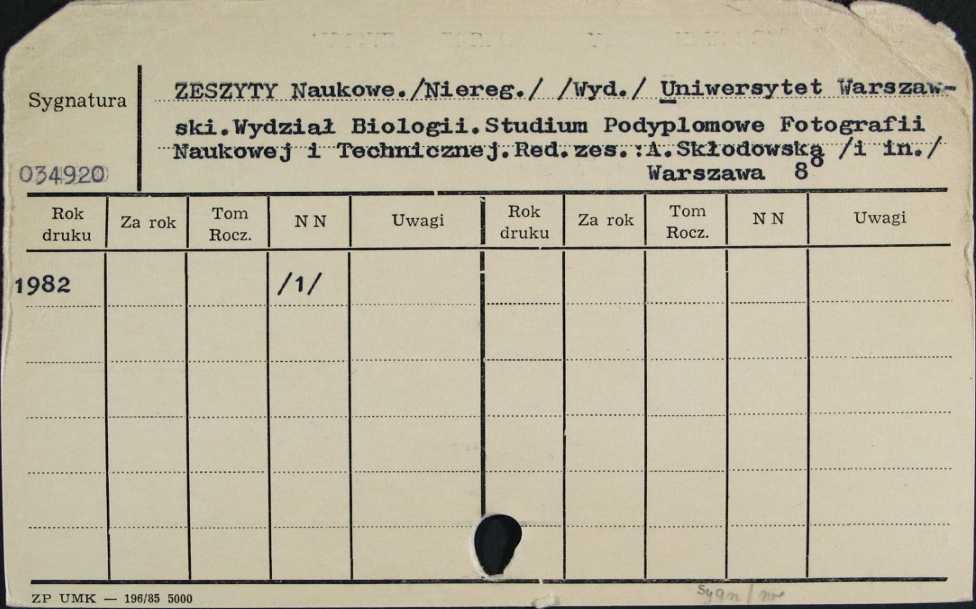 Sygnatura
034920
ZESZYTY Naukowe./Niereg./ /Wyd./ Uniwersytet Warszaw-
ski.Wydział Biologii.Studium Podyplomowe Fotografii
Naukowej i Technicznej.Red.zes.:A.Skłodowska /i in./
Warszawa 8⁸
Rok druku Za rok Tom Rocz. N N Uwagi Rok druku Za rok Tom Rocz. N N Uwagi
1982 /1/
ZP UMK — 196/85 5000
Sygn/